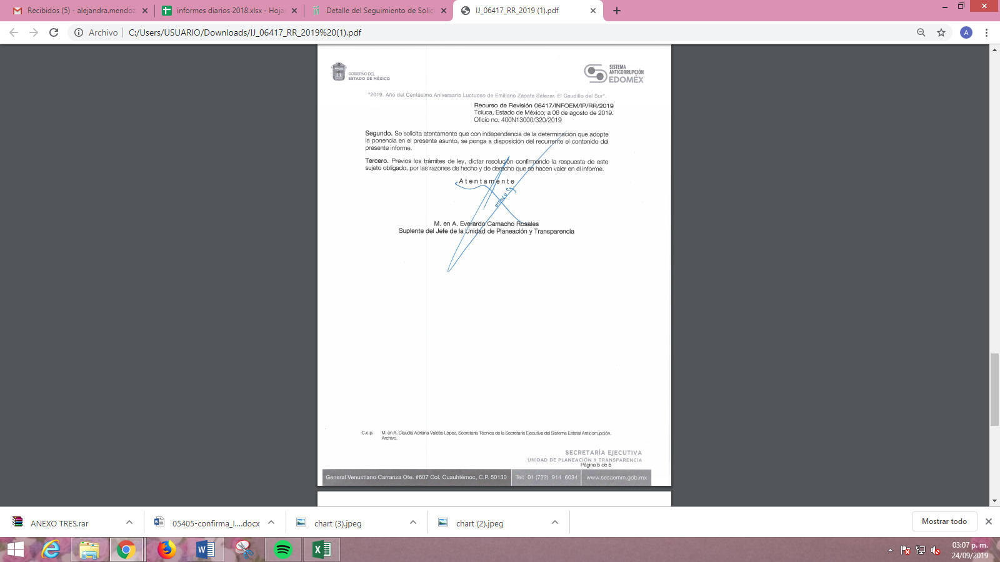 Recibidos (5) - alejandra.mendoz
informes diarios 2018.xlsx - Hoja
Detalle del Seguimiento de Solic
IJ_06417_RR_2019 (1).pdf
Archivo
C:/Users/USUARIO/Downloads/IJ_06417_RR_2019%20(1).pdf
A
GOBIERNO DEL
ESTADO DE MÉXICO
SISTEMA
ANTICORRUPCIÓN
EDOMÉX
"2019. Año del Centésimo Aniversario Luctuoso de Emiliano Zapata Salazar. El Caudillo del Sur".
Recurso de Revisión 06417/INFOEM/IP/RR/2019
Toluca, Estado de México; a 06 de agosto de 2019.
Oficio no. 400N13000/320/2019
Segundo. Se solicita atentamente que con independencia de la determinación que adopte
la ponencia en el presente asunto, se ponga a disposición del recurrente el contenido del
presente informe.
Tercero. Previos los trámites de ley, dictar resolución confirmando la respuesta de este
sujeto obligado, por las razones de hecho y de derecho que se hacen valer en el informe.
Atentamente
M. en A. Everardo Camacho Rosales
Suplente del Jefe de la Unidad de Planeación y Transparencia
C.c.p. M. en A. Claudia Adriana Valdés López, Secretaria Técnica de la Secretaría Ejecutiva del Sistema Estatal Anticorrupción.
Archivo.
SECRETARÍA EJECUTIVA
UNIDAD DE PLANEACIÓN Y TRANSPARENCIA
Página 5 de 5
General Venustiano Carranza Ote. #607 Col. Cuauhtémoc, C.P. 50130 Tel: 01 (722) 914 6034 www.sesaemm.gob.mx
ANEXO TRES.rar
05405-confirma_I....docx
chart (3).jpeg
chart (2).jpeg
Mostrar todo
03:07 p. m.
24/09/2019